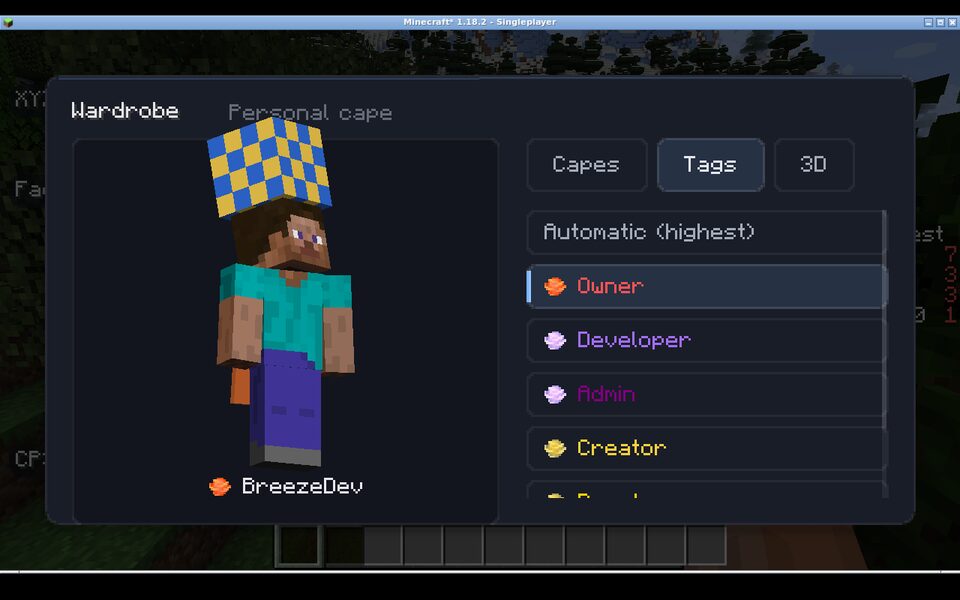 Minecraft* 1.18.2 - Singleplayer
Wardrobe
Personal cape
Capes
Tags
3D
Automatic (highest)
Owner
Developer
Admin
Creator
BreezeDev